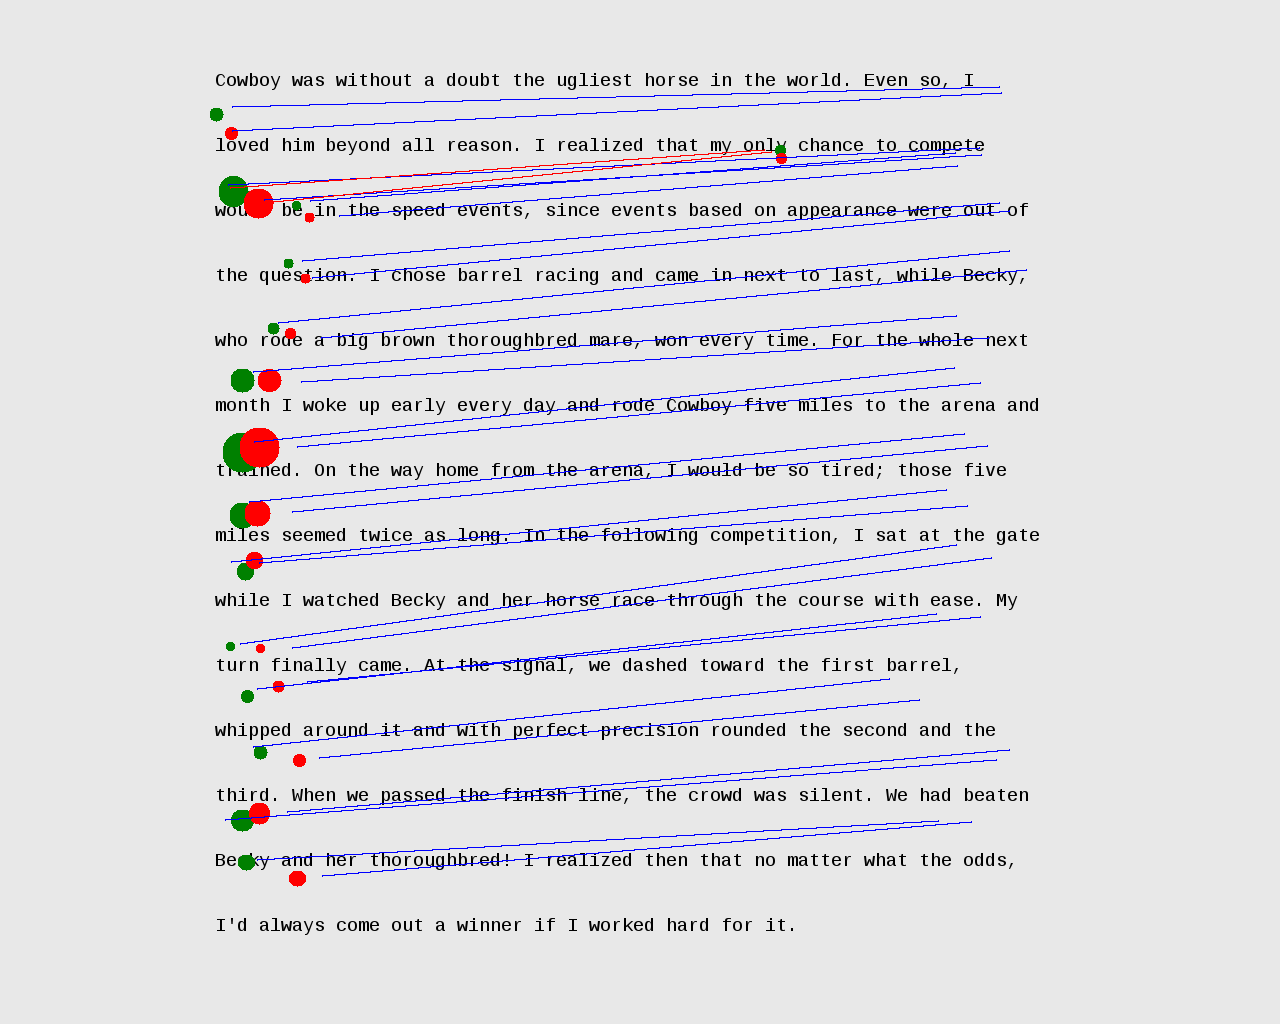 Cowboy was without a doubt the ugliest horse in the world. Even so, I
loved him beyond all reason. I realized that my only chance to compete
would be in the speed events, since events based on appearance were out of
the question. I chose barrel racing and came in next to last, while Becky,
who rode a big brown thoroughbred mare, won every time. For the whole next
month I woke up early every day and rode Cowboy five miles to the arena and
trained. On the way home from the arena, I would be so tired; those five
miles seemed twice as long. In the following competition, I sat at the gate
while I watched Becky and her horse race through the course with ease. My
turn finally came. At the signal, we dashed toward the first barrel,
whipped around it and with perfect precision rounded the second and the
third. When we passed the finish line, the crowd was silent. We had beaten
Becky and her thoroughbred! I realized then that no matter what the odds,
I'd always come out a winner if I worked hard for it.